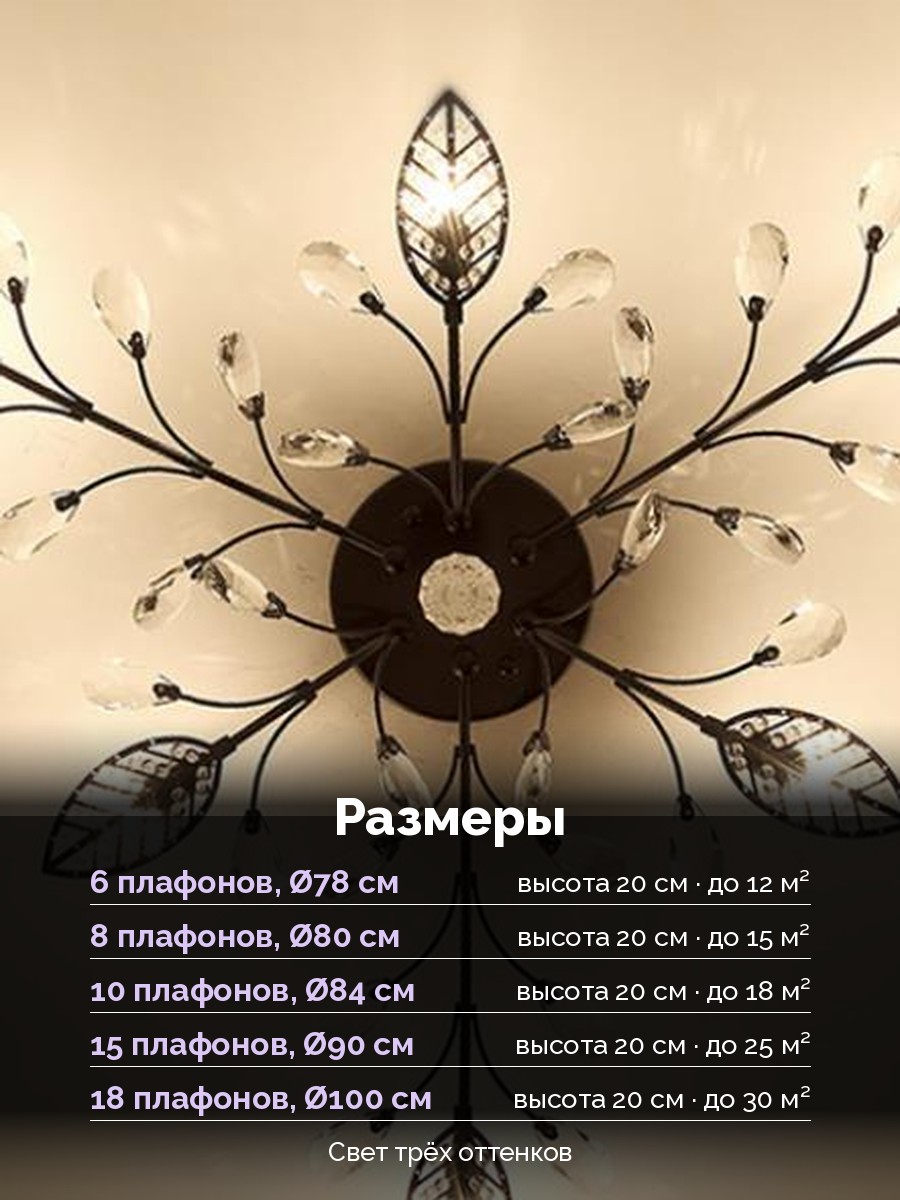 Размеры
6 плафонов, Ø78 см высота 20 см · до 12 м²
8 плафонов, Ø80 см высота 20 см · до 15 м²
10 плафонов, Ø84 см высота 20 см · до 18 м²
15 плафонов, Ø90 см высота 20 см · до 25 м²
18 плафонов, Ø100 см высота 20 см · до 30 м²
Свет трёх оттенков